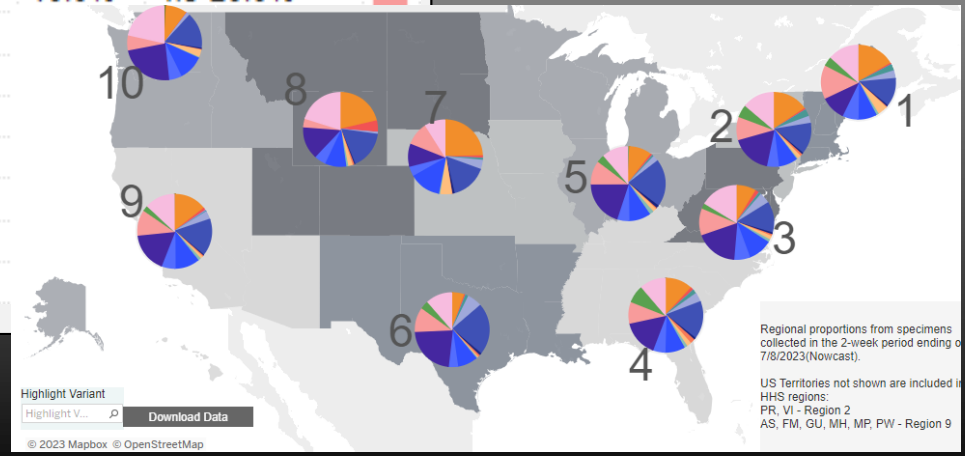 10
8
7
1
2
5
9
3
6
4
Regional proportions from specimens
collected in the 2-week period ending
7/8/2023(Nowcast).
US Territories not shown are included
HHS regions:
PR, VI - Region 2
AS, FM, GU, MH, MP, PW - Region 9
Highlight Variant
Highlight V...
Download Data
© 2023 Mapbox © OpenStreetMap